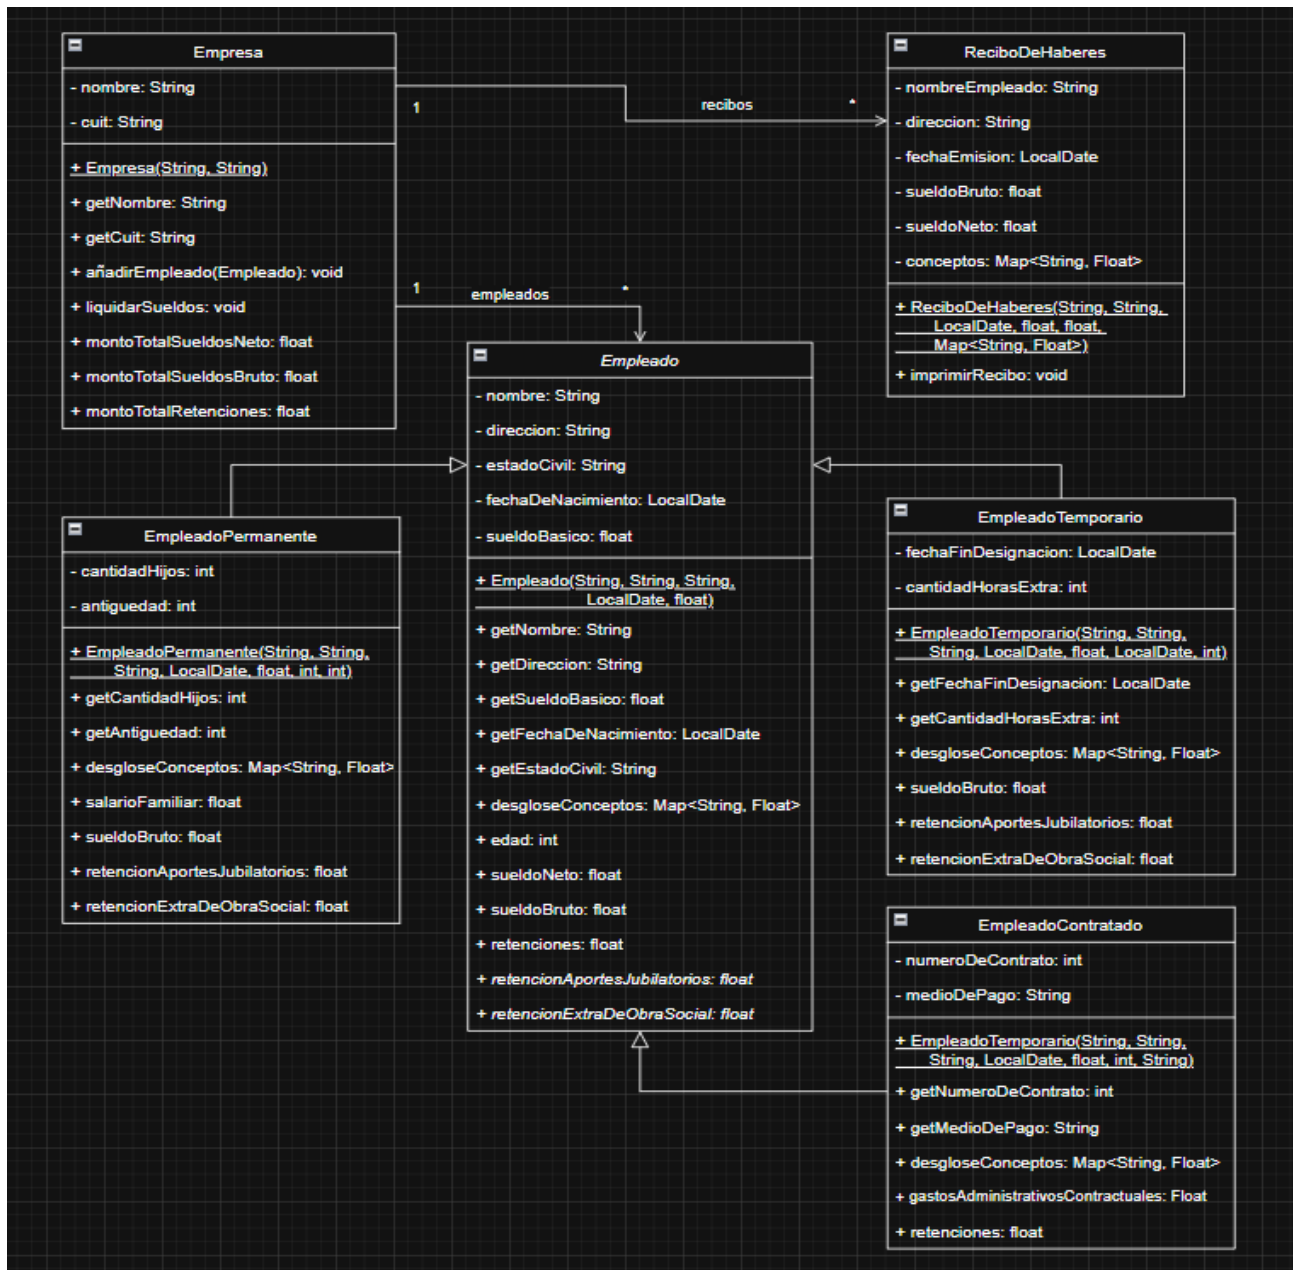 Empresa
- nombre: String
- cuit: String
+ Empresa(String, String)
+ getNombre: String
+ getCuit: String
+ añadirEmpleado(Empleado): void
+ liquidarSueldos: void
+ montoTotalSueldosNeto: float
+ montoTotalSueldosBruto: float
+ montoTotalRetenciones: float
1
recibos
*
ReciboDeHaberes
- nombreEmpleado: String
- direccion: String
- fechaEmision: LocalDate
- sueldoBruto: float
- sueldoNeto: float
- conceptos: Map<String, Float>
+ ReciboDeHaberes(String, String,
LocalDate, float, float,
Map<String, Float>)
+ imprimirRecibo: void
1
empleados
*
Empleado
- nombre: String
- direccion: String
- estadoCivil: String
- fechaDeNacimiento: LocalDate
- sueldoBasico: float
+ Empleado(String, String, String,
LocalDate, float)
+ getNombre: String
+ getDireccion: String
+ getSueldoBasico: float
+ getFechaDeNacimiento: LocalDate
+ getEstadoCivil: String
+ desgloseConceptos: Map<String, Float>
+ edad: int
+ sueldoNeto: float
+ sueldoBruto: float
+ retenciones: float
+ retencionAportesJubilatorios: float
+ retencionExtraDeObraSocial: float
EmpleadoPermanente
- cantidadHijos: int
- antiguedad: int
+ EmpleadoPermanente(String, String,
String, LocalDate, float, int, int)
+ getCantidadHijos: int
+ getAntiguedad: int
+ desgloseConceptos: Map<String, Float>
+ salarioFamiliar: float
+ sueldoBruto: float
+ retencionAportesJubilatorios: float
+ retencionExtraDeObraSocial: float
EmpleadoTemporario
- fechaFinDesignacion: LocalDate
- cantidadHorasExtra: int
+ EmpleadoTemporario(String, String,
String, LocalDate, float, LocalDate, int)
+ getFechaFinDesignacion: LocalDate
+ getCantidadHorasExtra: int
+ desgloseConceptos: Map<String, Float>
+ sueldoBruto: float
+ retencionAportesJubilatorios: float
+ retencionExtraDeObraSocial: float
EmpleadoContratado
- numeroDeContrato: int
- medioDePago: String
+ EmpleadoTemporario(String, String,
String, LocalDate, float, int, String)
+ getNumeroDeContrato: int
+ getMedioDePago: String
+ desgloseConceptos: Map<String, Float>
+ gastosAdministrativosContractuales: Float
+ retenciones: float